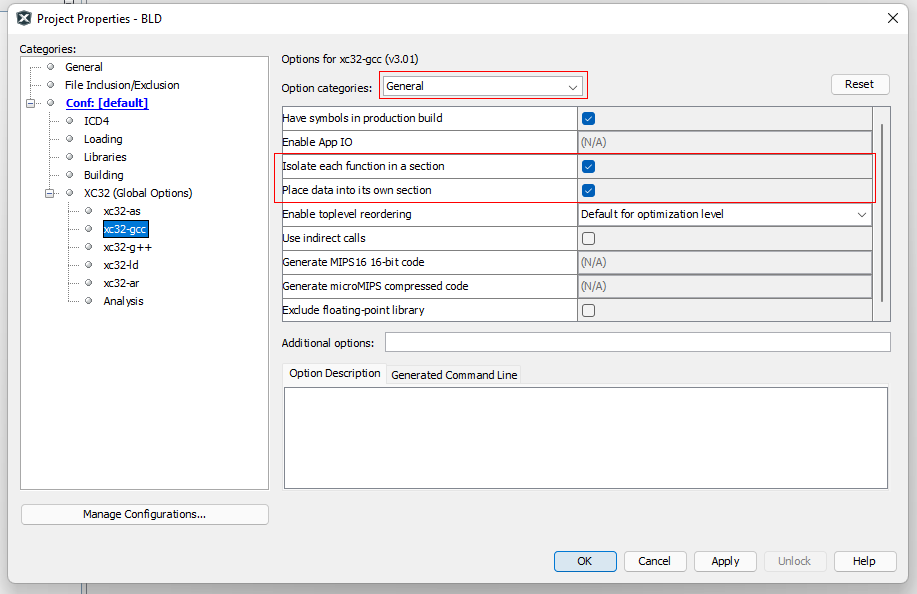 Project Properties - BLD
Categories:
General
File Inclusion/Exclusion
Conf: [default]
ICD4
Loading
Libraries
Building
XC32 (Global Options)
xc32-as
xc32-gcc
xc32-g++
xc32-ld
xc32-ar
Analysis
Manage Configurations...
Options for xc32-gcc (v3.01)
Option categories: General
Reset
Have symbols in production build
Enable App IO (N/A)
Isolate each function in a section
Place data into its own section
Enable toplevel reordering Default for optimization level
Use indirect calls
Generate MIPS16 16-bit code (N/A)
Generate microMIPS compressed code (N/A)
Exclude floating-point library
Additional options:
Option Description Generated Command Line
OK Cancel Apply Unlock Help